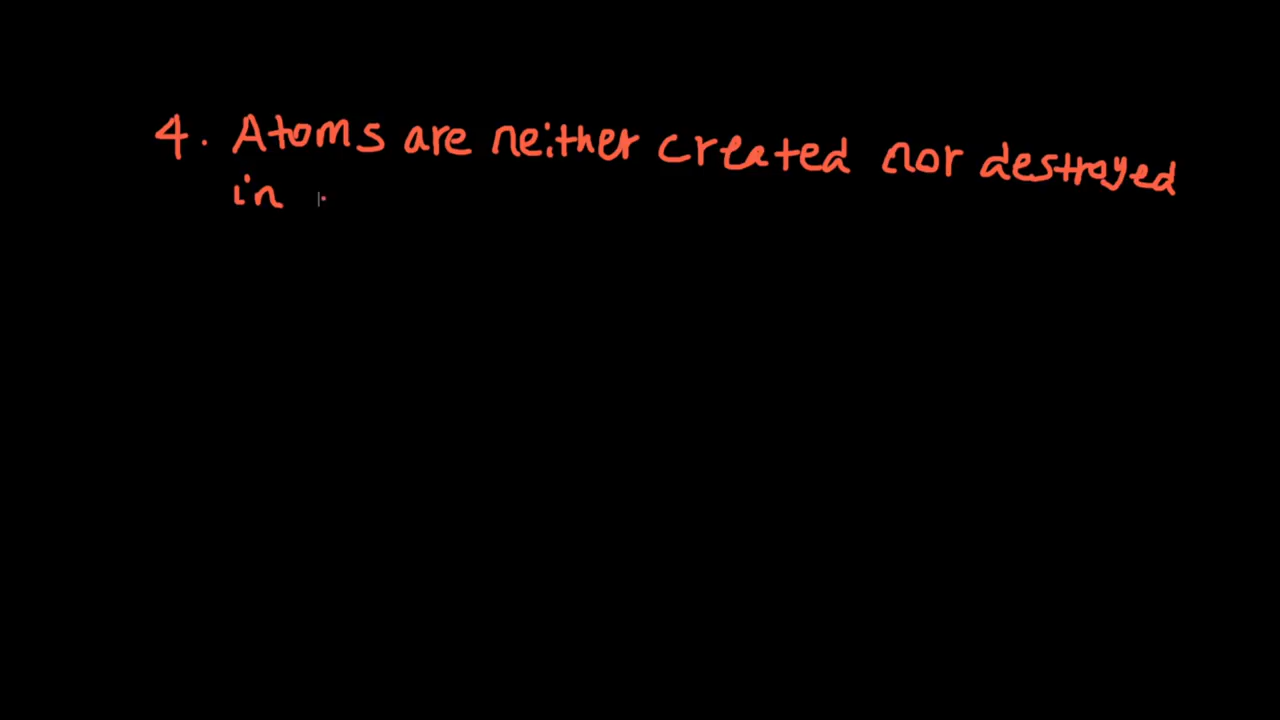 4. Atoms are neither created nor destroyed
in